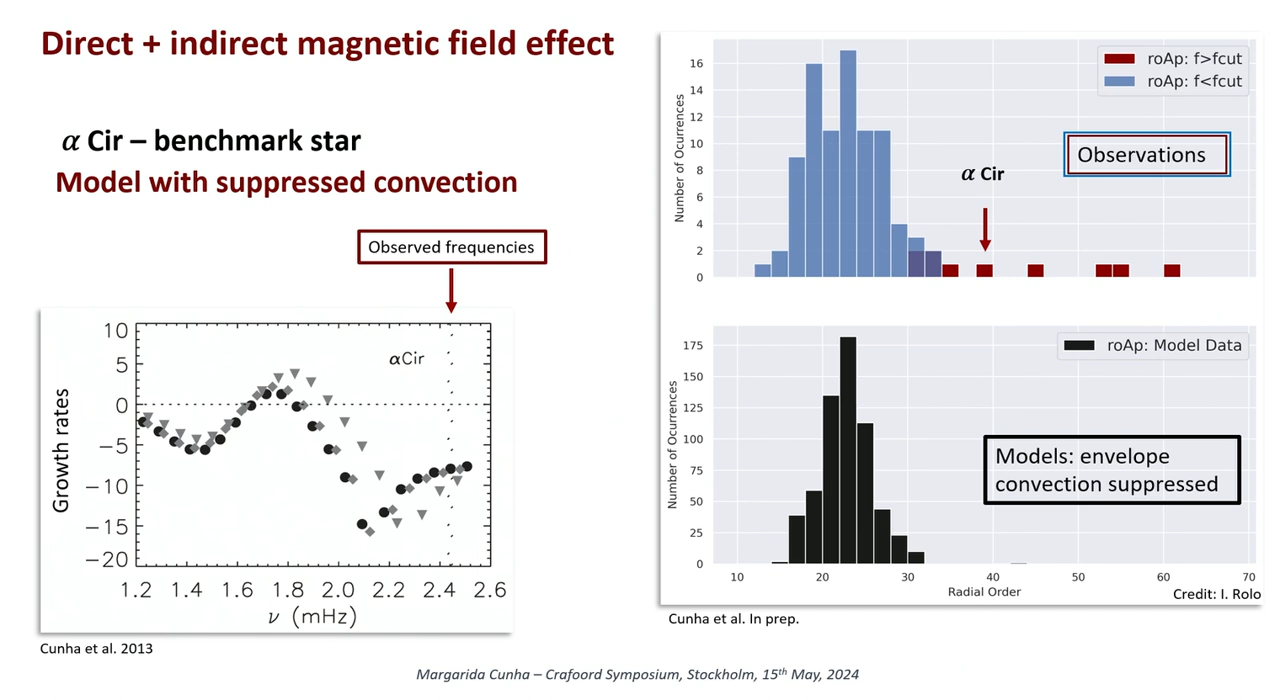 Direct + indirect magnetic field effect
α Cir – benchmark star
Model with suppressed convection
Observed frequencies
αCir
Growth rates
10
5
0
−5
−10
−15
−20
1.2 1.4 1.6 1.8 2.0 2.2 2.4 2.6
ν (mHz)
Cunha et al. 2013
roAp: f>fcut
roAp: f<fcut
Observations
α Cir
Number of Ocurrences
16
14
12
10
8
6
4
2
0
roAp: Model Data
Models: envelope
convection suppressed
Number of Ocurrences
175
150
125
100
75
50
25
0
10 20 30 40 50 60 70
Radial Order
Credit: I. Rolo
Cunha et al. In prep.
Margarida Cunha – Crafoord Symposium, Stockholm, 15th May, 2024